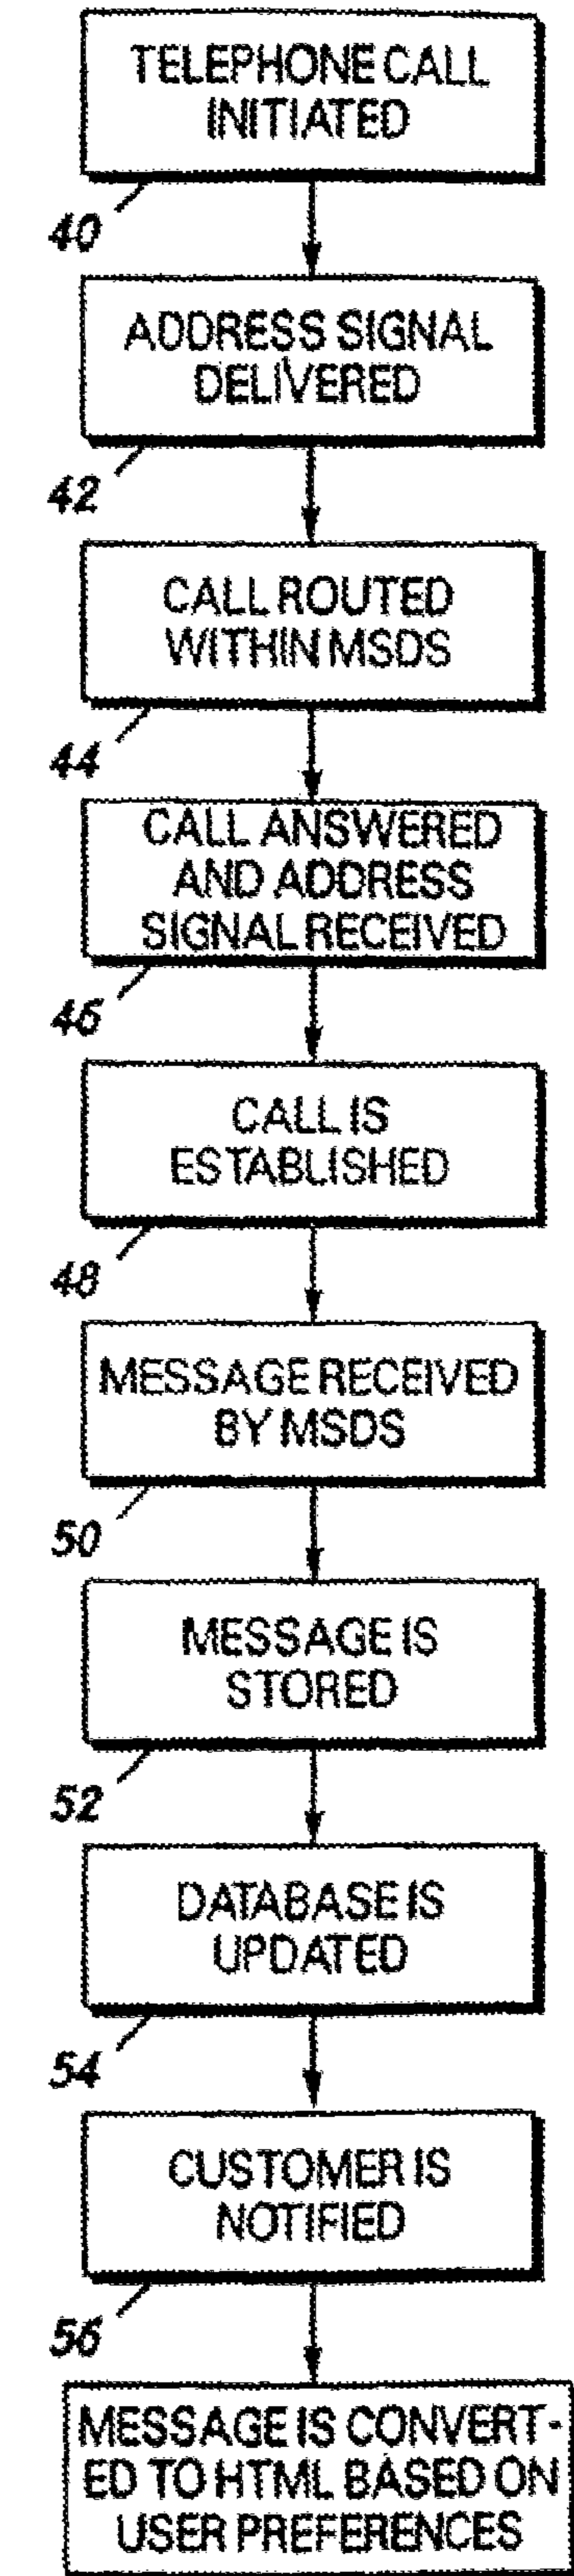 TELEPHONE CALL
INITIATED
40
ADDRESS SIGNAL
DELIVERED
42
CALL ROUTED
WITHIN MSDS
44
CALL ANSWERED
AND ADDRESS
SIGNAL RECEIVED
46
CALL IS
ESTABLISHED
48
MESSAGE RECEIVED
BY MSDS
50
MESSAGE IS
STORED
52
DATABASE IS
UPDATED
54
CUSTOMER IS
NOTIFIED
56
MESSAGE IS CONVERT-
ED TO HTML BASED ON
USER PREFERENCES